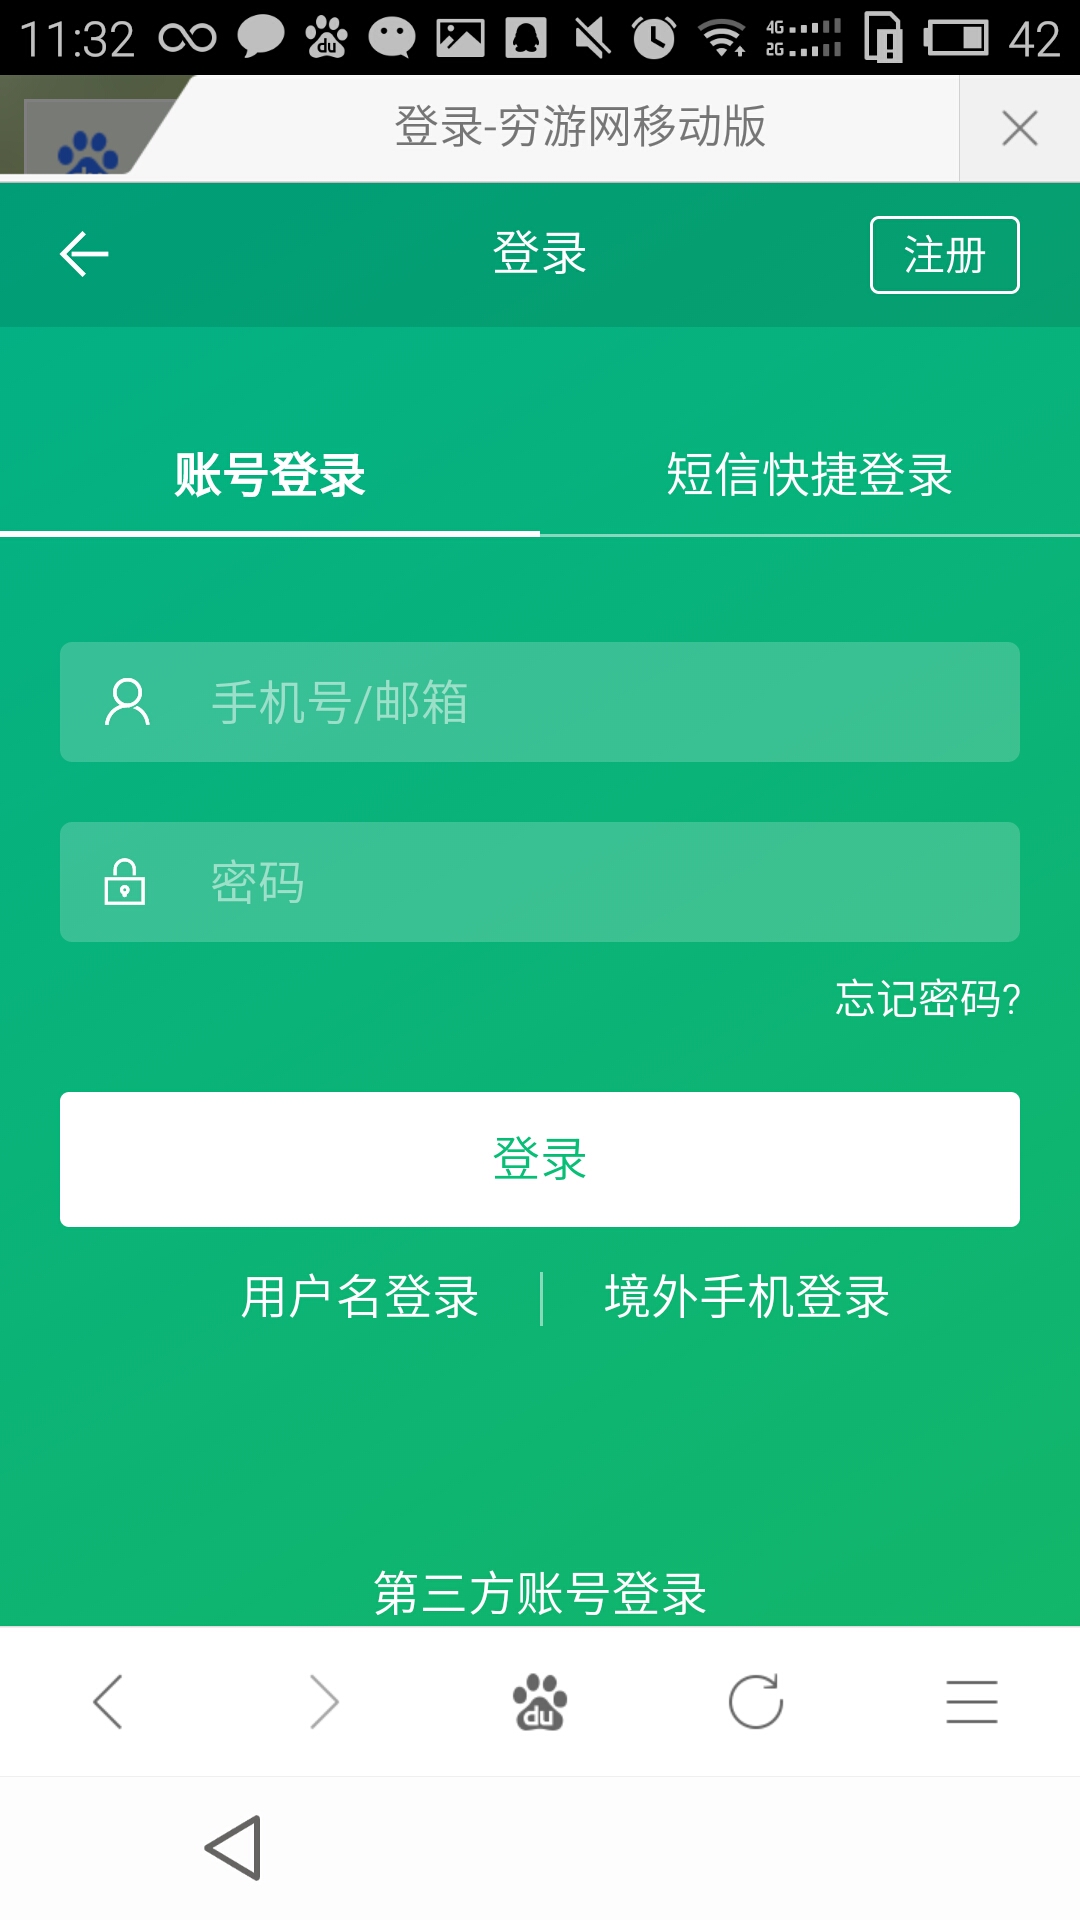 11:32 4G 2G 42
登录-穷游网移动版
登录 注册
账号登录 短信快捷登录
手机号/邮箱
密码
忘记密码?
登录
用户名登录 境外手机登录
第三方账号登录
du